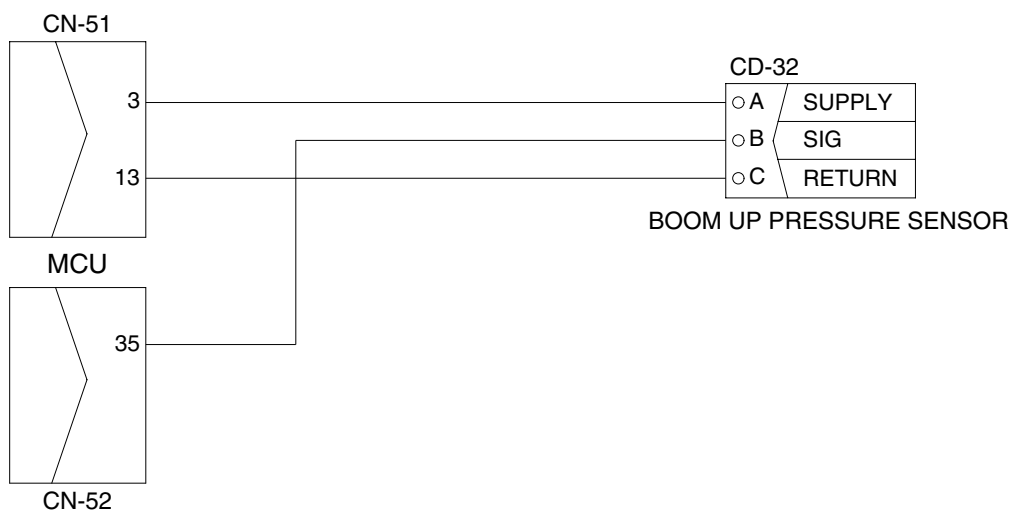 CN-51
CD-32
3
A SUPPLY
B SIG
13
C RETURN
BOOM UP PRESSURE SENSOR
MCU
35
CN-52